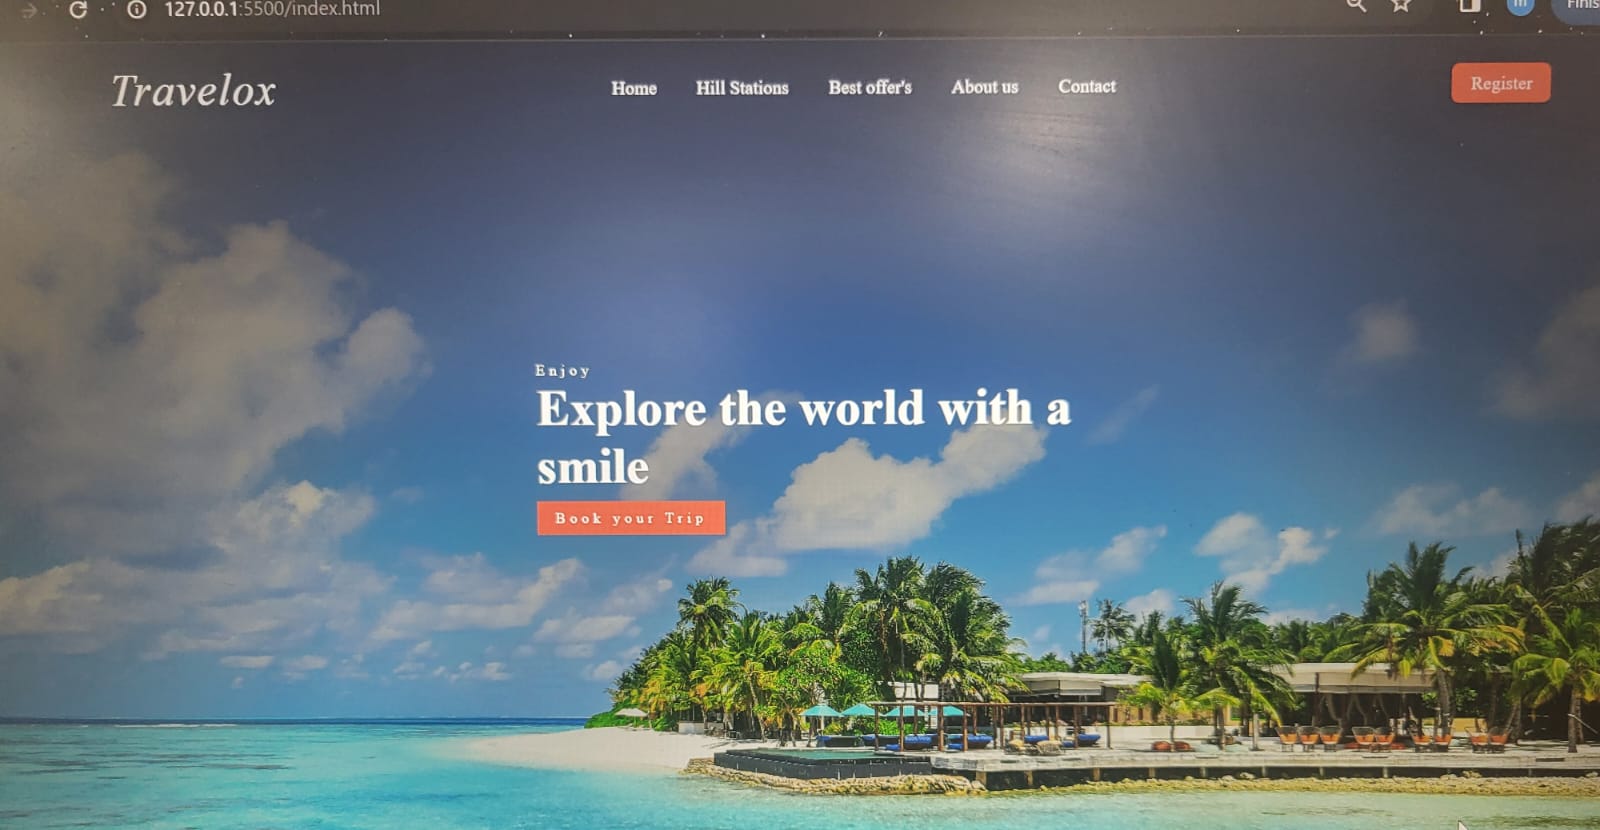 127.0.0.1:5500/index.html
Travelox
Home
Hill Stations
Best offer's
About us
Contact
Register
Enjoy
Explore the world with a
smile
Book your Trip